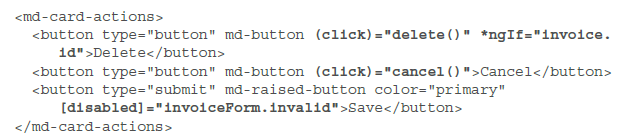 <md-card-actions>
  <button type="button" md-button (click)="delete()" *ngIf="invoice.
     id">Delete</button>
  <button type="button" md-button (click)="cancel()">Cancel</button>
  <button type="submit" md-raised-button color="primary"
     [disabled]="invoiceForm.invalid">Save</button>
</md-card-actions>